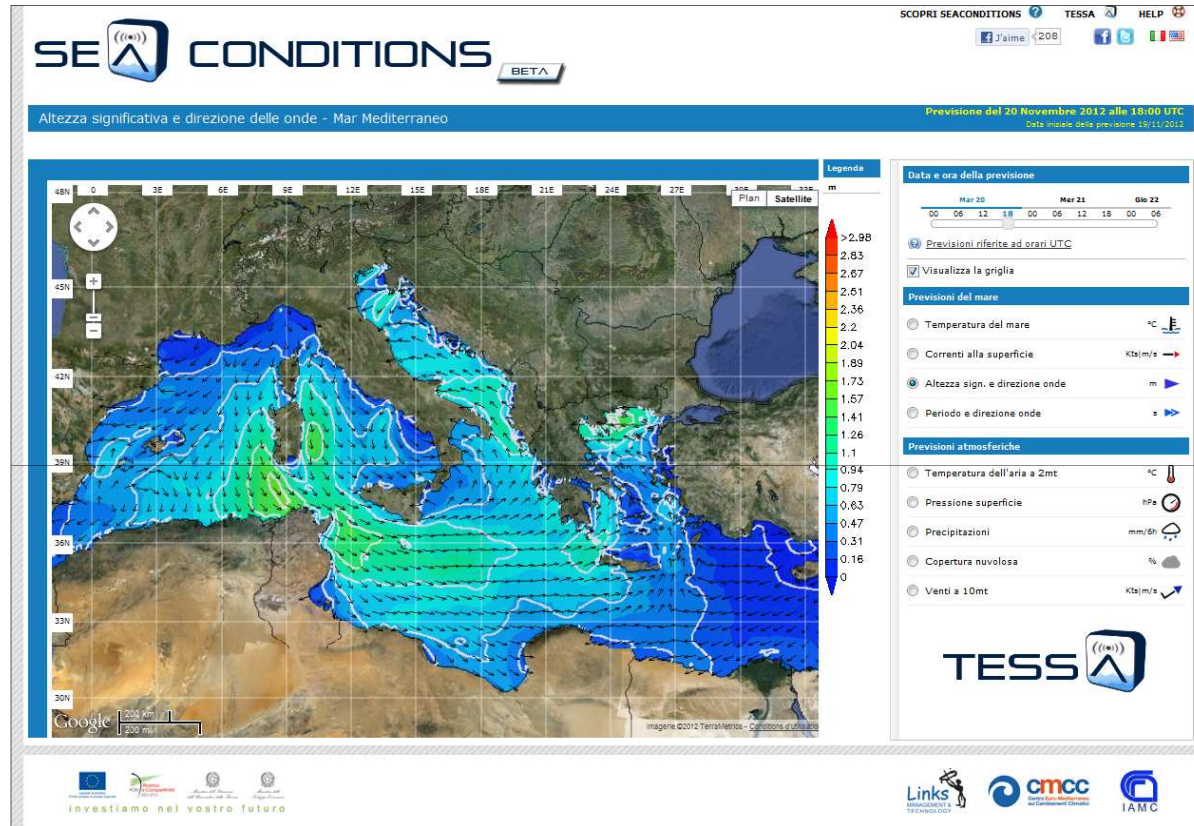 SCOPRI SEACONDITIONS ? TESSA HELP
J'aime 208
SEA CONDITIONS
BETA
Altezza significativa e direzione delle onde - Mar Mediterraneo
Previsione del 20 Novembre 2012 alle 18:00 UTC
Data iniziale della previsione 19/11/2012
Legenda
m
48N 0 3E 6E 9E 12E 15E 18E 21E 24E 27E
Plan Satellite
45N
42N
39N
36N
33N
30N
>2.98
2.83
2.67
2.51
2.36
2.2
2.04
1.89
1.73
1.57
1.41
1.26
1.1
0.94
0.79
0.63
0.47
0.31
0.16
0
Google
200 km
200 mi
Imagerie ©2012 TerraMetrics - Conditions d'utilisation
Data e ora della previsione
Mar 20 Mer 21 Gio 22
00 06 12 18 00 06 12 18 00 06
Previsioni riferite ad orari UTC
Visualizza la griglia
Previsioni del mare
Temperatura del mare °C
Correnti alla superficie Kts|m/s
Altezza sign. e direzione onde m
Periodo e direzione onde s
Previsioni atmosferiche
Temperatura dell'aria a 2mt °C
Pressione superficie hPa
Precipitazioni mm/6h
Copertura nuvolosa %
Venti a 10mt Kts|m/s
TESSA
investiamo nel vostro futuro
Links
MANAGEMENT &
TECHNOLOGY
cmcc
Centro Euro-Mediterraneo
sui Cambiamenti Climatici
IAMC